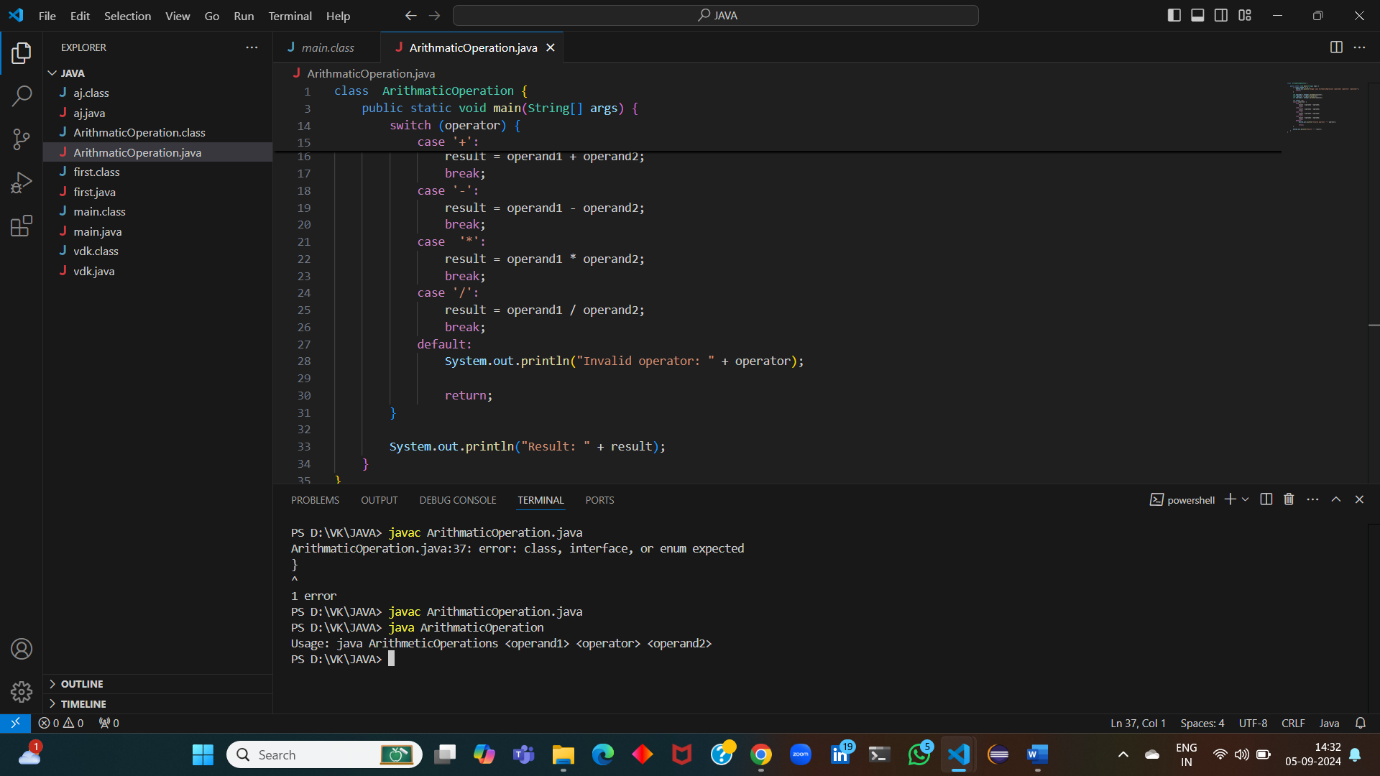 File Edit Selection View Go Run Terminal Help
JAVA
EXPLORER
JAVA
aj.class
aj.java
ArithmaticOperation.class
ArithmaticOperation.java
first.class
first.java
main.class
main.java
vdk.class
vdk.java
OUTLINE
TIMELINE
main.class ArithmaticOperation.java
ArithmaticOperation.java
1 class  ArithmaticOperation {
3     public static void main(String[] args) {
14         switch (operator) {
15             case '+':
16                 result = operand1 + operand2;
17                 break;
18             case '-':
19                 result = operand1 - operand2;
20                 break;
21             case  '*':
22                 result = operand1 * operand2;
23                 break;
24             case '/':
25                 result = operand1 / operand2;
26                 break;
27             default:
28                 System.out.println("Invalid operator: " + operator);
29
30                 return;
31         }
32
33         System.out.println("Result: " + result);
34     }
35 }
PROBLEMS OUTPUT DEBUG CONSOLE TERMINAL PORTS
powershell
PS D:\VK\JAVA> javac ArithmaticOperation.java
ArithmaticOperation.java:37: error: class, interface, or enum expected
}
^
1 error
PS D:\VK\JAVA> javac ArithmaticOperation.java
PS D:\VK\JAVA> java ArithmaticOperation
Usage: java ArithmeticOperations <operand1> <operator> <operand2>
PS D:\VK\JAVA>
0 0 0
Ln 37, Col 1 Spaces: 4 UTF-8 CRLF Java
1
Search
zoom
19
5
ENG
IN
14:32
05-09-2024